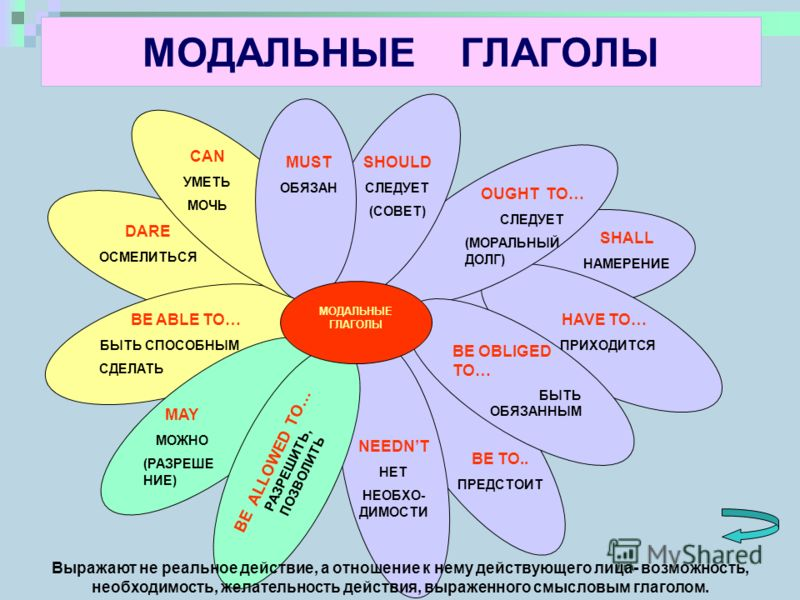 МОДАЛЬНЫЕ ГЛАГОЛЫ
CAN
УМЕТЬ
МОЧЬ
MUST
ОБЯЗАН
SHOULD
СЛЕДУЕТ
(СОВЕТ)
OUGHT TO…
СЛЕДУЕТ
(МОРАЛЬНЫЙ
ДОЛГ)
SHALL
НАМЕРЕНИЕ
DARE
ОСМЕЛИТЬСЯ
МОДАЛЬНЫЕ
ГЛАГОЛЫ
BE ABLE TO…
БЫТЬ СПОСОБНЫМ
СДЕЛАТЬ
HAVE TO…
ПРИХОДИТСЯ
BE OBLIGED
TO…
БЫТЬ
ОБЯЗАННЫМ
MAY
МОЖНО
(РАЗРЕШЕ
НИЕ)
BE ALLOWED TO…
РАЗРЕШИТЬ,
ПОЗВОЛИТЬ
NEEDN’T
НЕТ
НЕОБХО-
ДИМОСТИ
BE TO..
ПРЕДСТОИТ
MyShared
Выражают не реальное действие, а отношение к нему действующего лица- возможность,
необходимость, желательность действия, выраженного смысловым глаголом.